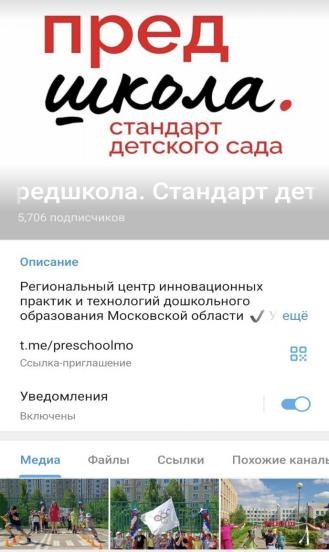 пред
школа.
стандарт
детского сада
редшкола. Стандарт дет
5,706 подписчиков
Описание
Региональный центр инновационных
практик и технологий дошкольного
образования Московской области ✔ У ещё
t.me/preschoolmo
Ссылка-приглашение
Уведомления
Включены
Медиа Файлы Ссылки Похожие каналы